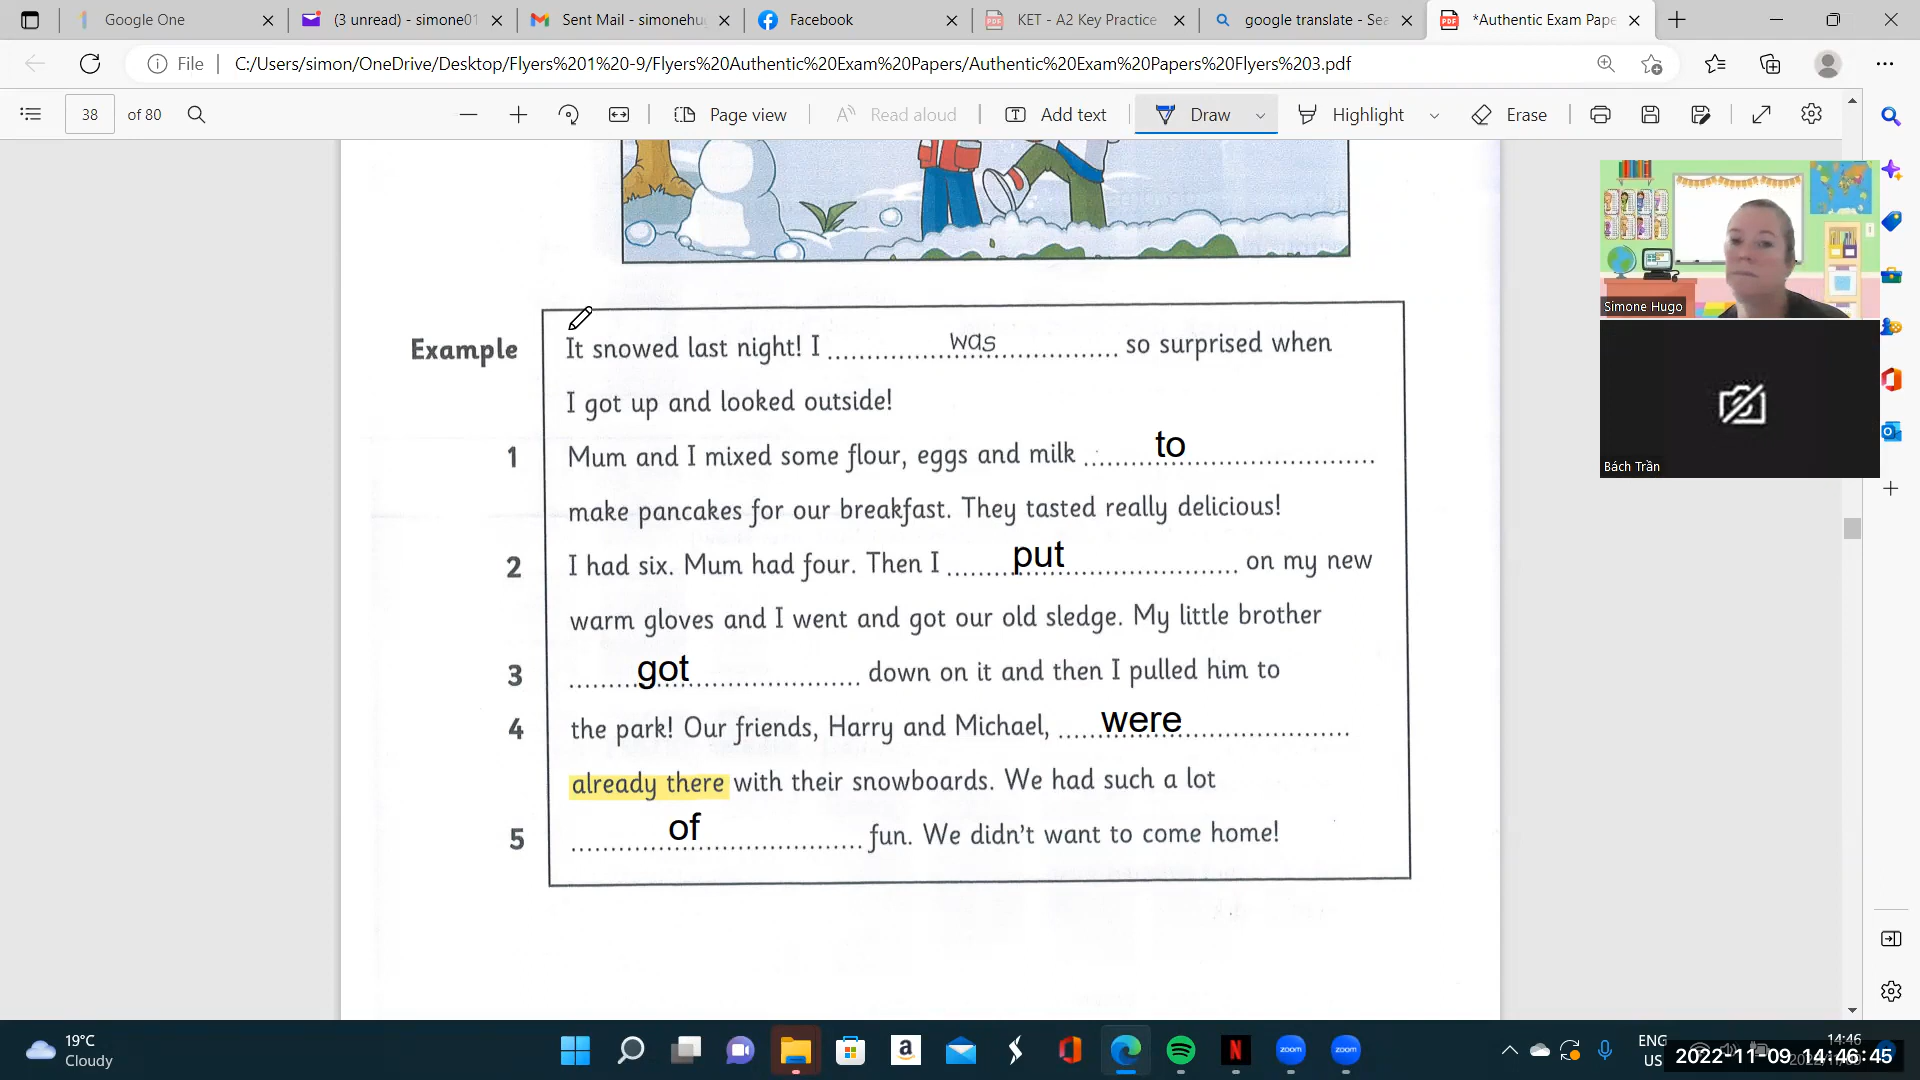 Google One
(3 unread) - simone01
Sent Mail - simonehu
Facebook
KET - A2 Key Practice
google translate - Sea
*Authentic Exam Pape
File
C:/Users/simon/OneDrive/Desktop/Flyers%201%20-9/Flyers%20Authentic%20Exam%20Papers/Authentic%20Exam%20Papers%20Flyers%203.pdf
38 of 80
Page view
Read aloud
Add text
Draw
Highlight
Erase
Simone Hugo
Bách Trần
Example It snowed last night! I ........ was ........ so surprised when
I got up and looked outside!
1 Mum and I mixed some flour, eggs and milk ........ to ........
make pancakes for our breakfast. They tasted really delicious!
2 I had six. Mum had four. Then I ........ put ........ on my new
warm gloves and I went and got our old sledge. My little brother
3 ........ got ........ down on it and then I pulled him to
4 the park! Our friends, Harry and Michael, ........ were ........
already there with their snowboards. We had such a lot
5 ........ of ........ fun. We didn't want to come home!
19°C
Cloudy
zoom
zoom
ENG
US
14:46
2022-11-09 14:46:45